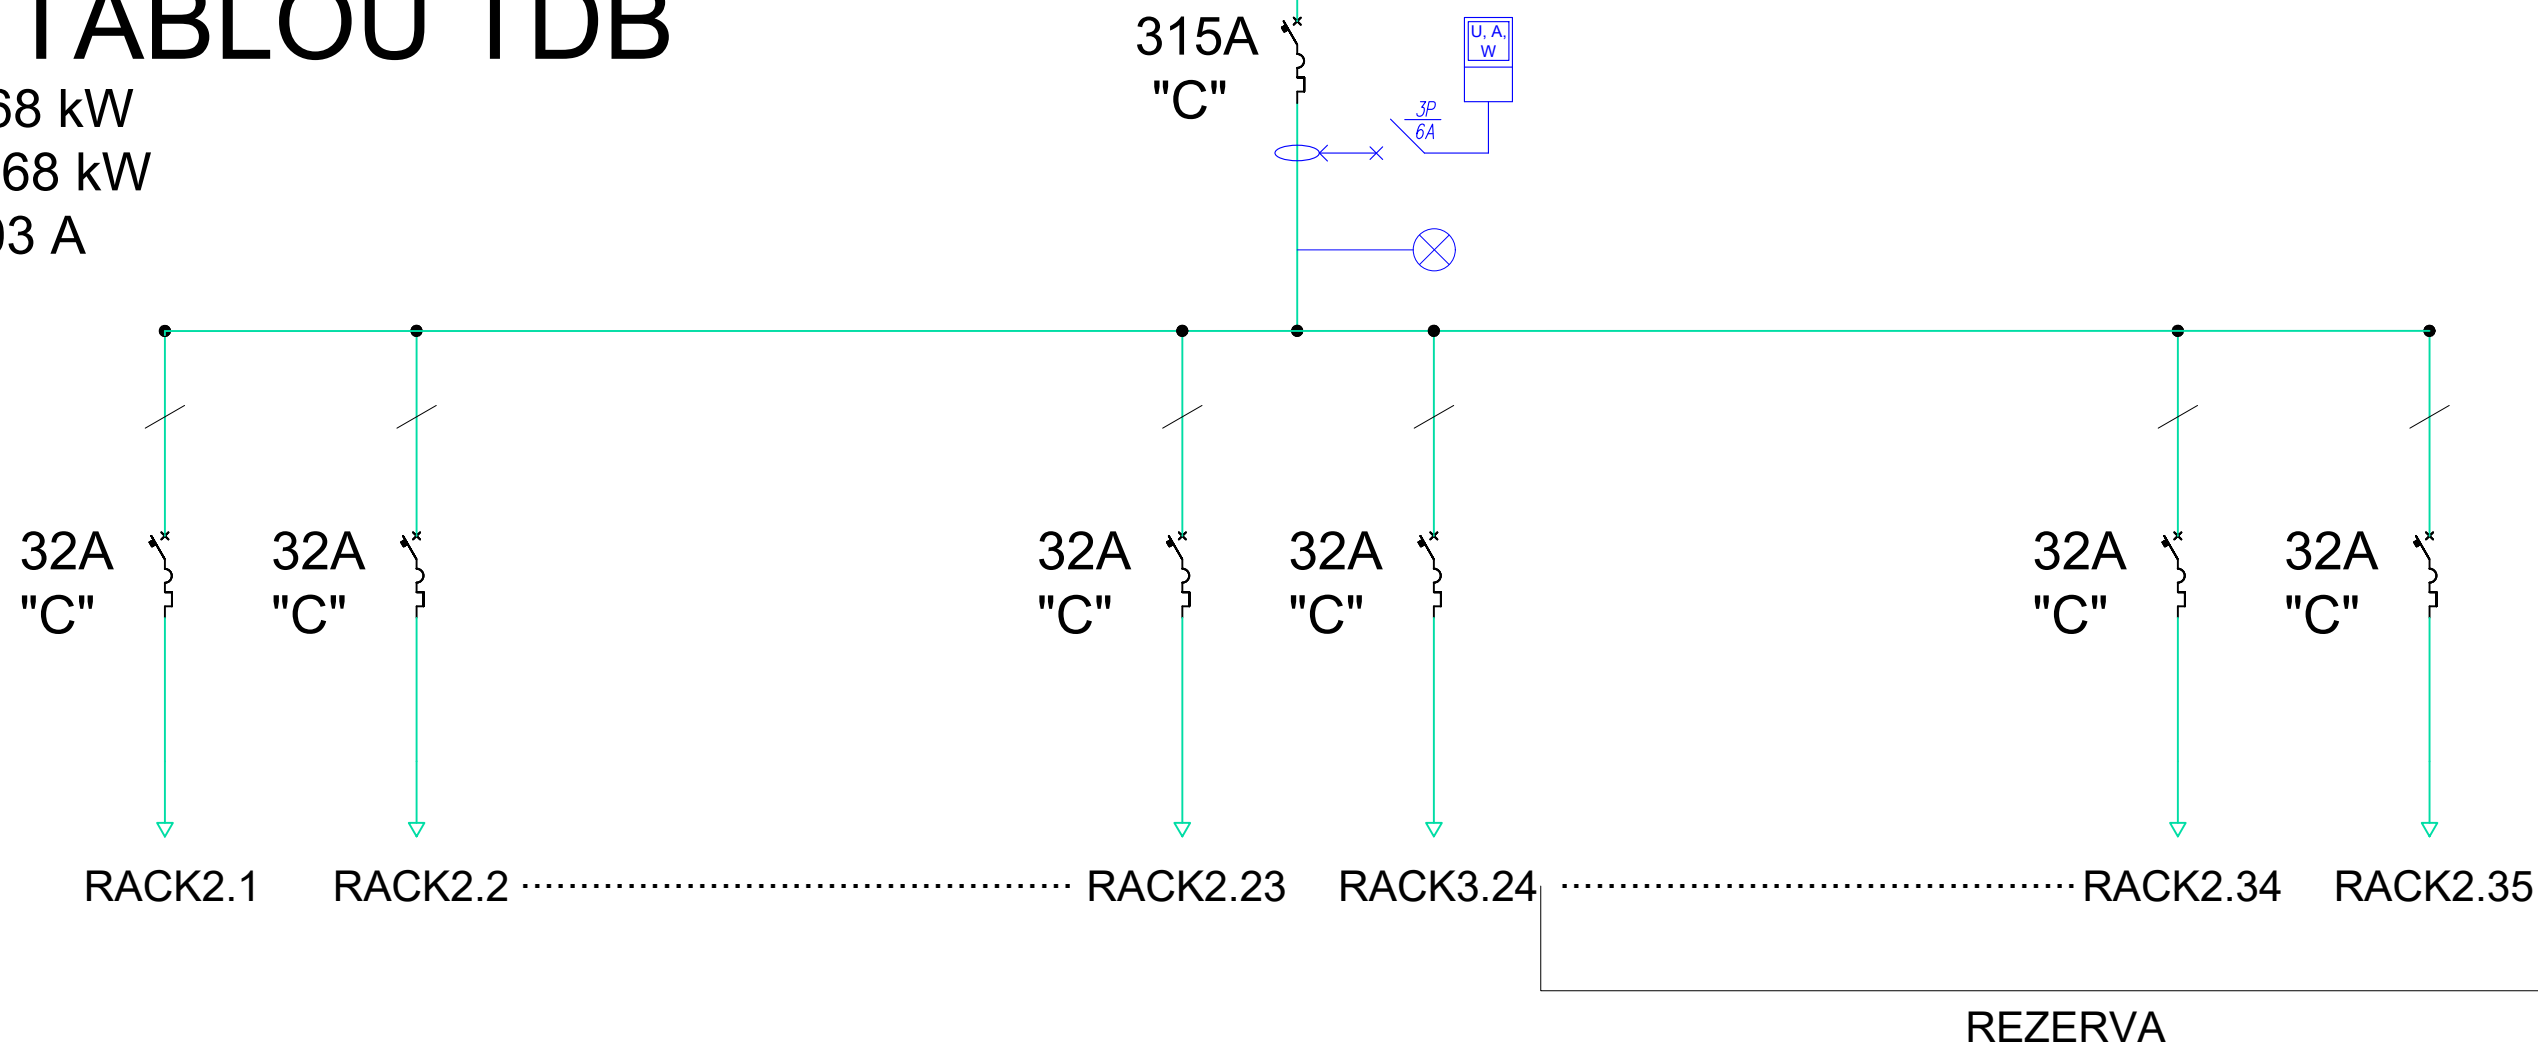 TABLOU TDB
68 kW
68 kW
03 A
315A
"C"
U, A,
W
3P
6A
32A
"C"
32A
"C"
32A
"C"
32A
"C"
32A
"C"
32A
"C"
RACK2.1
RACK2.2
RACK2.23
RACK3.24
RACK2.34
RACK2.35
REZERVA